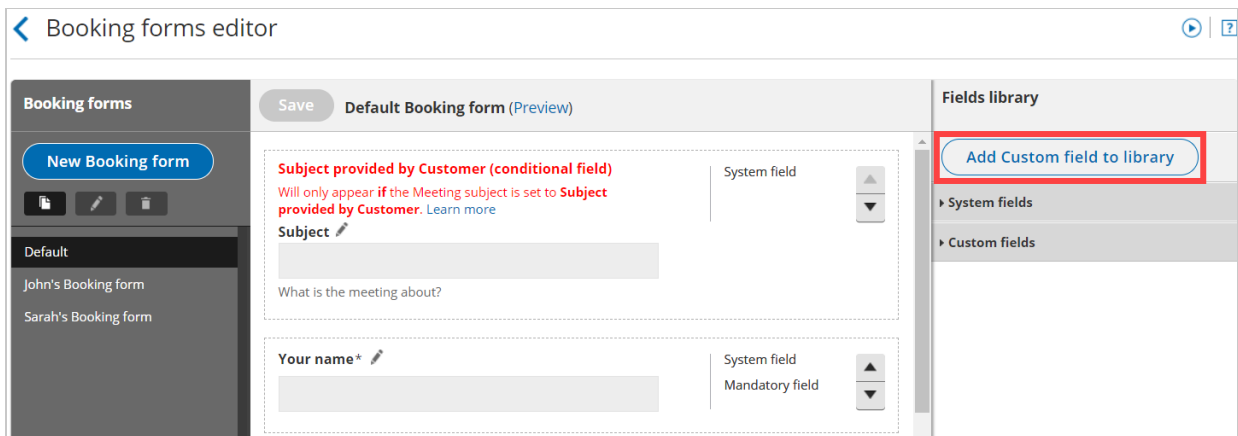 Booking forms editor
?
Booking forms
New Booking form
Default
John's Booking form
Sarah's Booking form
Save Default Booking form (Preview)
Subject provided by Customer (conditional field)
Will only appear if the Meeting subject is set to Subject
provided by Customer. Learn more
Subject
What is the meeting about?
System field
Your name*
System field
Mandatory field
Fields library
Add Custom field to library
System fields
Custom fields